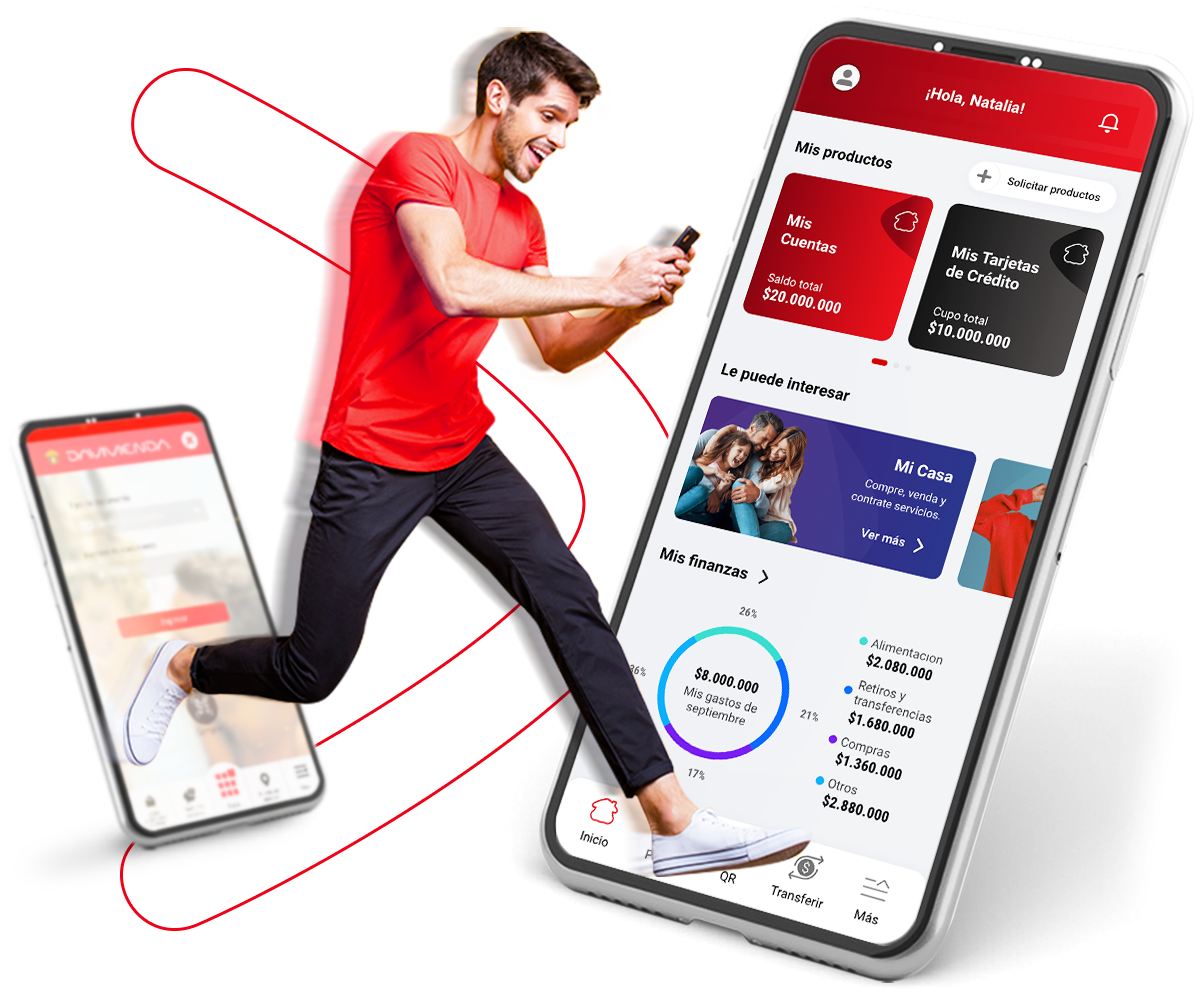 ¡Hola, Natalia!
Mis productos
Solicitar productos
Mis
Cuentas
Saldo total
$20.000.000
Mis Tarjetas
de Crédito
Cupo total
$10.000.000
Le puede interesar
Mi Casa
Compre, venda y
contrate servicios.
Ver más
Mis finanzas
26%
36%
21%
17%
$8.000.000
Mis gastos de
septiembre
Alimentacion
$2.080.000
Retiros y
transferencias
$1.680.000
Compras
$1.360.000
Otros
$2.880.000
Inicio
QR
Transferir
Más
DAVIVIENDA